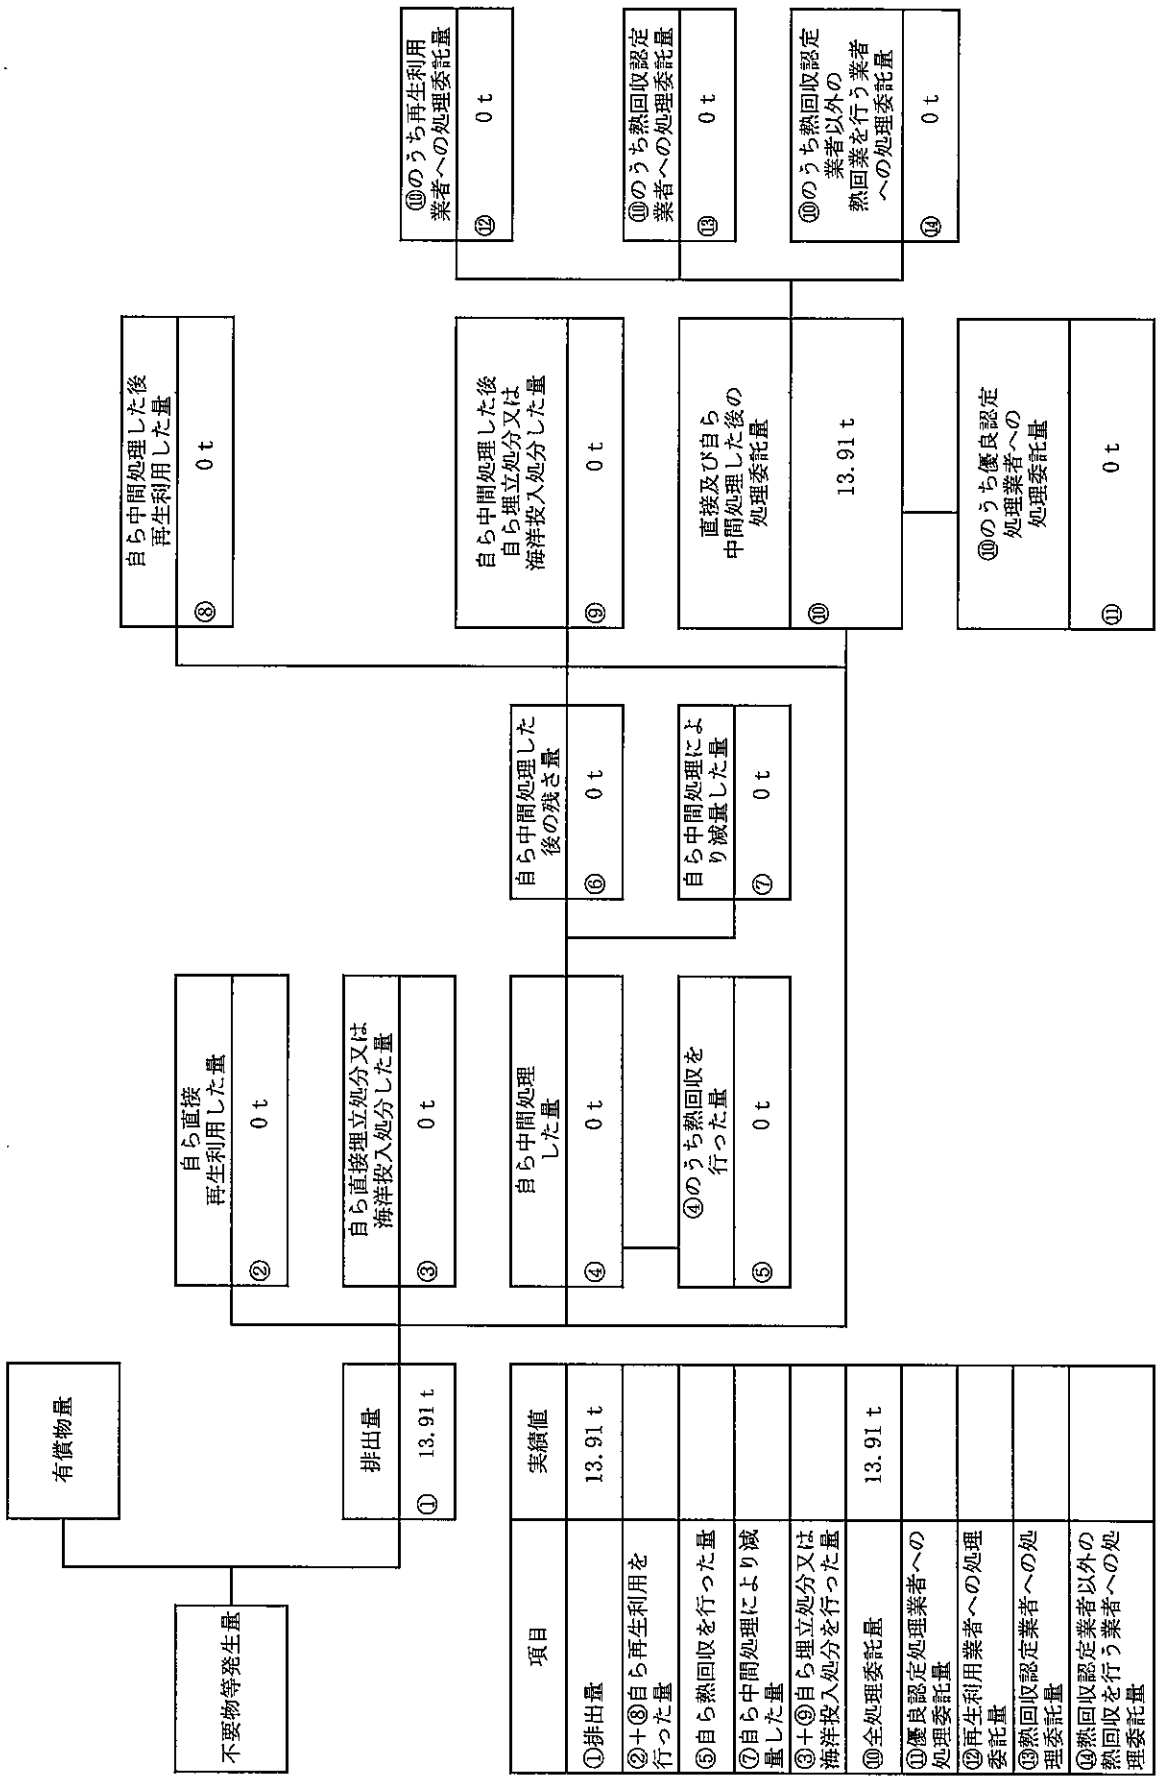 不要物等発生量
有償物量
排出量
① 13.91 t
自ら直接
再生利用した量
② 0 t
自ら直接埋立処分又は
海洋投入処分した量
③ 0 t
自ら中間処理
した量
④ 0 t
④のうち熱回収を
行った量
⑤ 0 t
自ら中間処理した
後の残さ量
⑥ 0 t
自ら中間処理によ
り減量した量
⑦ 0 t
自ら中間処理した後
再生利用した量
⑧ 0 t
自ら中間処理した後
自ら埋立処分又は
海洋投入処分した量
⑨ 0 t
直接及び自ら
中間処理した後の
処理委託量
⑩ 13.91 t
⑩のうち優良認定
処理業者への
処理委託量
⑪ 0 t
⑩のうち再生利用
業者への処理委託量
⑫ 0 t
⑩のうち熱回収認定
業者への処理委託量
⑬ 0 t
⑩のうち熱回収認定
業者以外の
熱回業を行う業者
への処理委託量
⑭ 0 t
項目 実績値
①排出量 13.91 t
②+⑧自ら再生利用を
行った量
⑤自ら熱回収を行った量
⑦自ら中間処理により減
量した量
③+⑨自ら埋立処分又は
海洋投入処分を行った量
⑩全処理委託量 13.91 t
⑪優良認定処理業者への
処理委託量
⑫再生利用業者への処理
委託量
⑬熱回収認定業者への処
理委託量
⑭熱回収認定業者以外の
熱回収を行う業者への処
理委託量